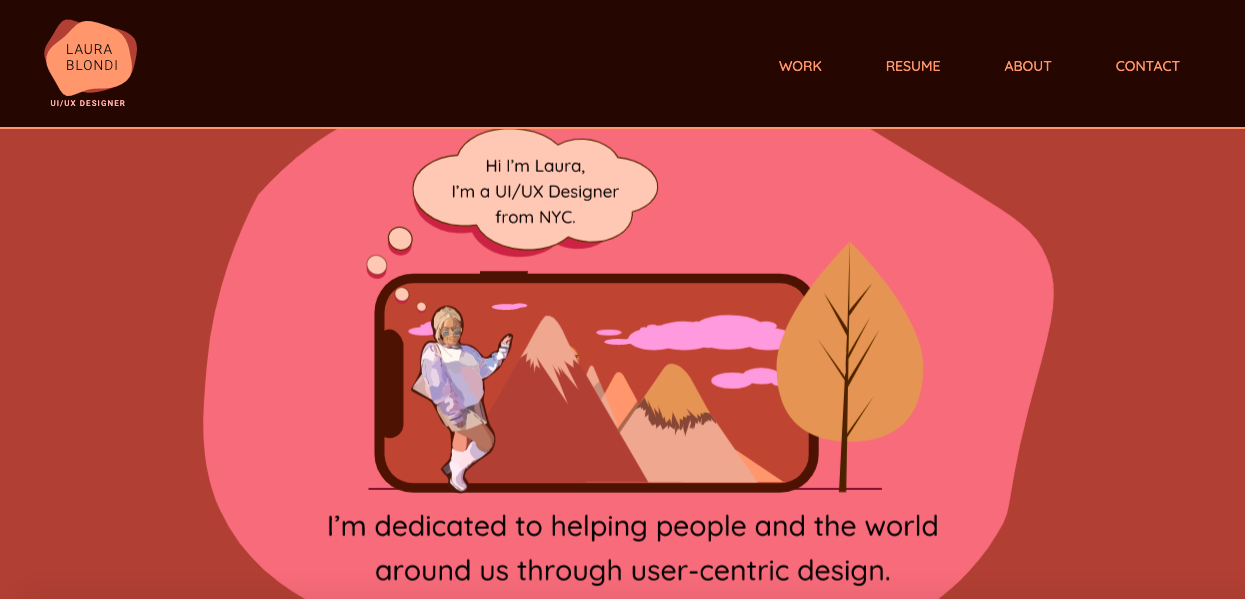 LAURA
BLONDI
UI/UX DESIGNER
WORK RESUME ABOUT CONTACT
Hi I'm Laura,
I'm a UI/UX Designer
from NYC.
I'm dedicated to helping people and the world
around us through user-centric design.